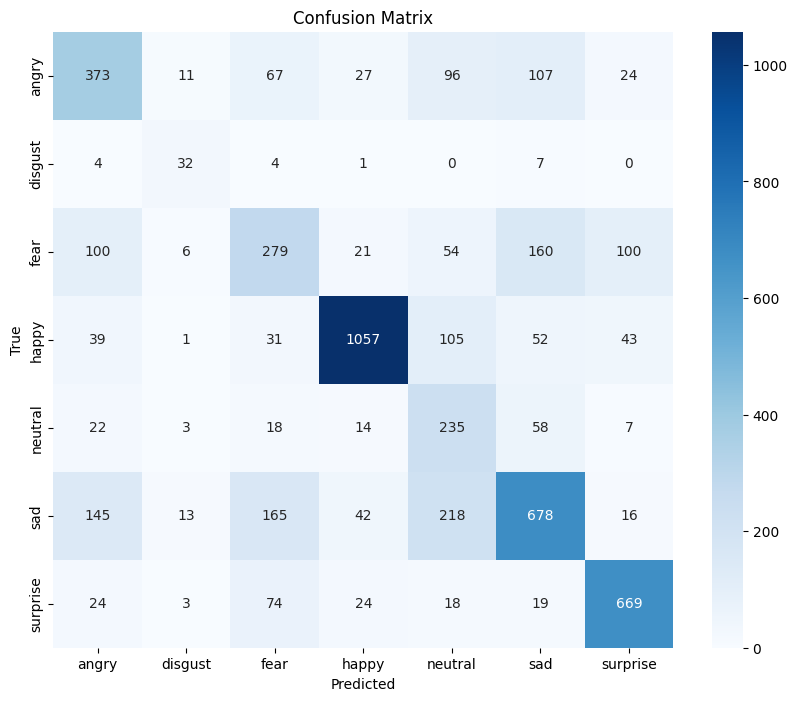 Confusion Matrix
angry 373 11 67 27 96 107 24
disgust 4 32 4 1 0 7 0
fear 100 6 279 21 54 160 100
happy 39 1 31 1057 105 52 43
neutral 22 3 18 14 235 58 7
sad 145 13 165 42 218 678 16
surprise 24 3 74 24 18 19 669
True
angry disgust fear happy neutral sad surprise
Predicted
1000
800
600
400
200
0